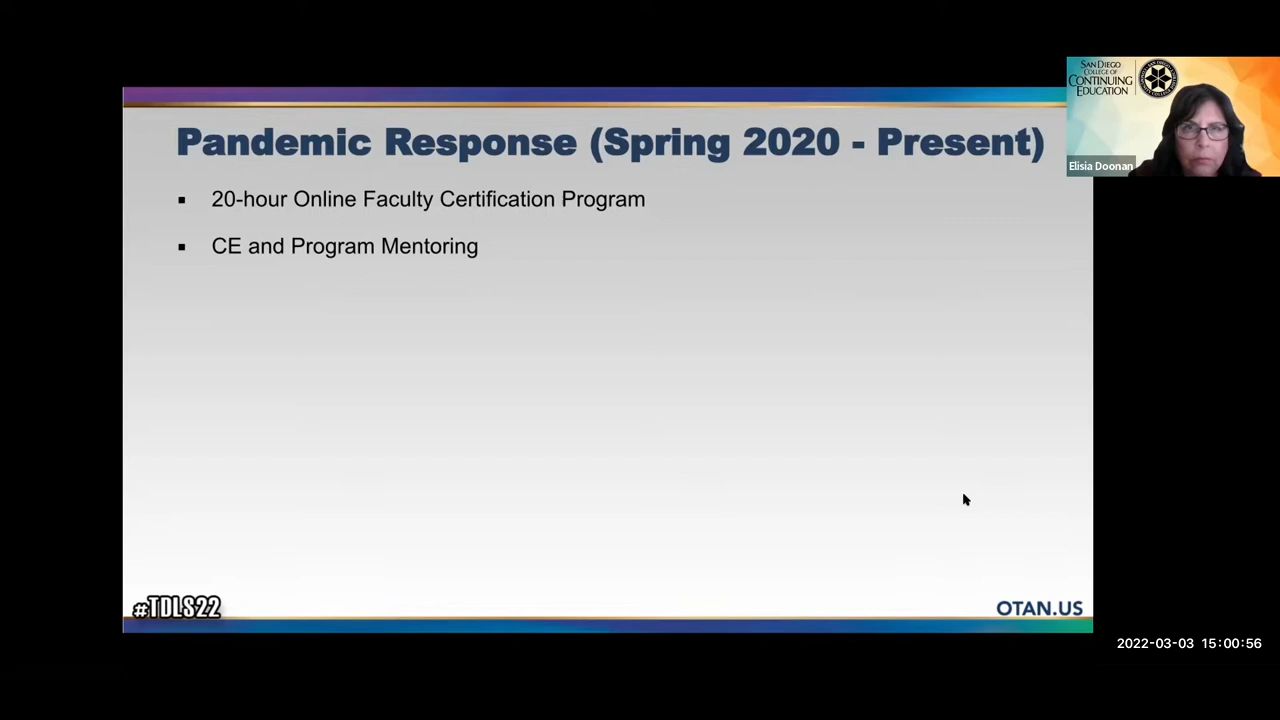 SAN DIEGO
COLLEGE OF
CONTINUING
EDUCATION
Elisia Doonan
Pandemic Response (Spring 2020 - Present)
▪ 20-hour Online Faculty Certification Program
▪ CE and Program Mentoring
#TDLS22
OTAN.US
2022-03-03 15:00:56